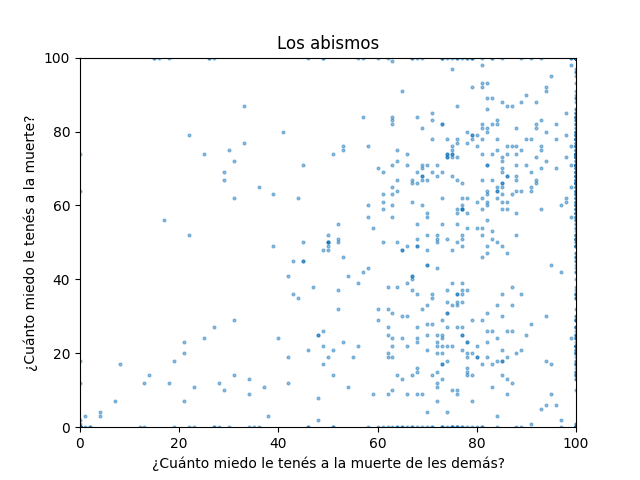 Los abismos
¿Cuánto miedo le tenés a la muerte?
100
80
60
40
20
0
0 20 40 60 80 100
¿Cuánto miedo le tenés a la muerte de les demás?